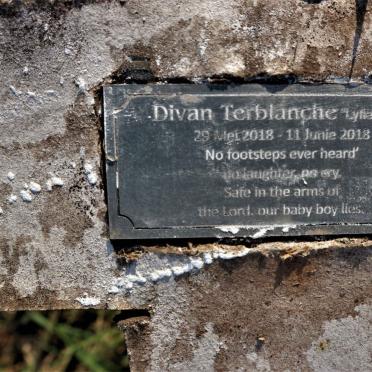 Divan Terblanche
29 Mei 2018 - 11 Junie 2018
No footsteps ever heard'
no laughter, no cry.
Safe in the arms of
the Lord, our baby boy lies.